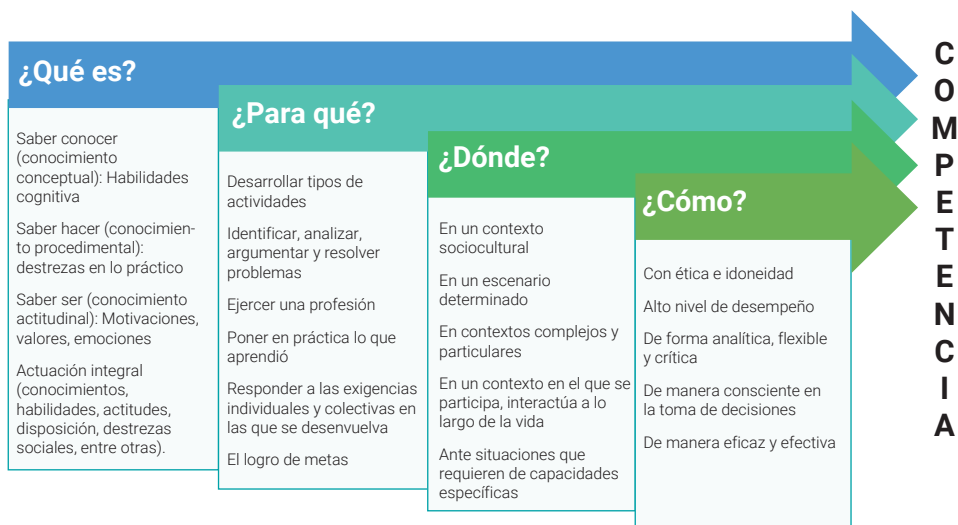 ¿Qué es?
Saber conocer
(conocimiento
conceptual): Habilidades
cognitiva
Saber hacer (conocimien-
to procedimental):
destrezas en lo práctico
Saber ser (conocimiento
actitudinal): Motivaciones,
valores, emociones
Actuación integral
(conocimientos,
habilidades, actitudes,
disposición, destrezas
sociales, entre otras).
¿Para qué?
Desarrollar tipos de
actividades
Identificar, analizar,
argumentar y resolver
problemas
Ejercer una profesión
Poner en práctica lo que
aprendió
Responder a las exigencias
individuales y colectivas en
las que se desenvuelva
El logro de metas
¿Dónde?
En un contexto
sociocultural
En un escenario
determinado
En contextos complejos y
particulares
En un contexto en el que se
participa, interactúa a lo
largo de la vida
Ante situaciones que
requieren de capacidades
específicas
¿Cómo?
Con ética e idoneidad
Alto nivel de desempeño
De forma analítica, flexible
y crítica
De manera consciente en
la toma de decisiones
De manera eficaz y efectiva
COMPETENCIA